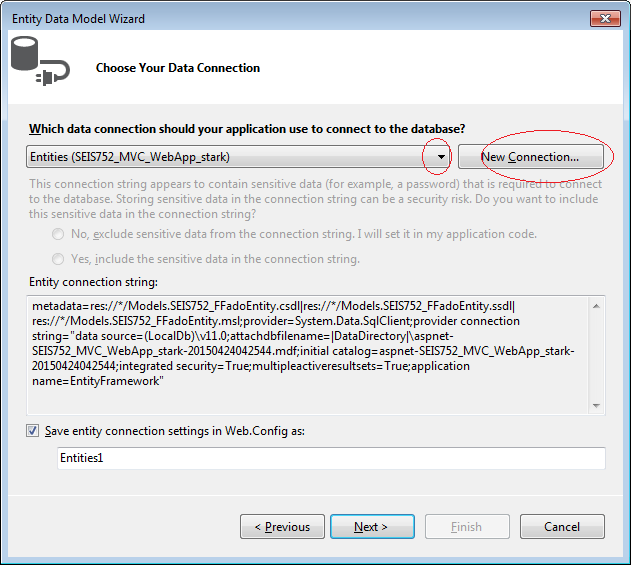 Entity Data Model Wizard
Choose Your Data Connection
Which data connection should your application use to connect to the database?
Entities (SEIS752_MVC_WebApp_stark)
New Connection...
This connection string appears to contain sensitive data (for example, a password) that is required to connect
to the database. Storing sensitive data in the connection string can be a security risk. Do you want to include
this sensitive data in the connection string?
No, exclude sensitive data from the connection string. I will set it in my application code.
Yes, include the sensitive data in the connection string.
Entity connection string:
metadata=res://*/Models.SEIS752_FFadoEntity.csdl|res://*/Models.SEIS752_FFadoEntity.ssdl|
res://*/Models.SEIS752_FFadoEntity.msl;provider=System.Data.SqlClient;provider connection
string="data source=(LocalDb)\v11.0;attachdbfilename=|DataDirectory|\aspnet-
SEIS752_MVC_WebApp_stark-20150424042544.mdf;initial catalog=aspnet-SEIS752_MVC_WebApp_stark-
20150424042544;integrated security=True;multipleactiveresultsets=True;application
name=EntityFramework"
Save entity connection settings in Web.Config as:
Entities1
< Previous
Next >
Finish
Cancel